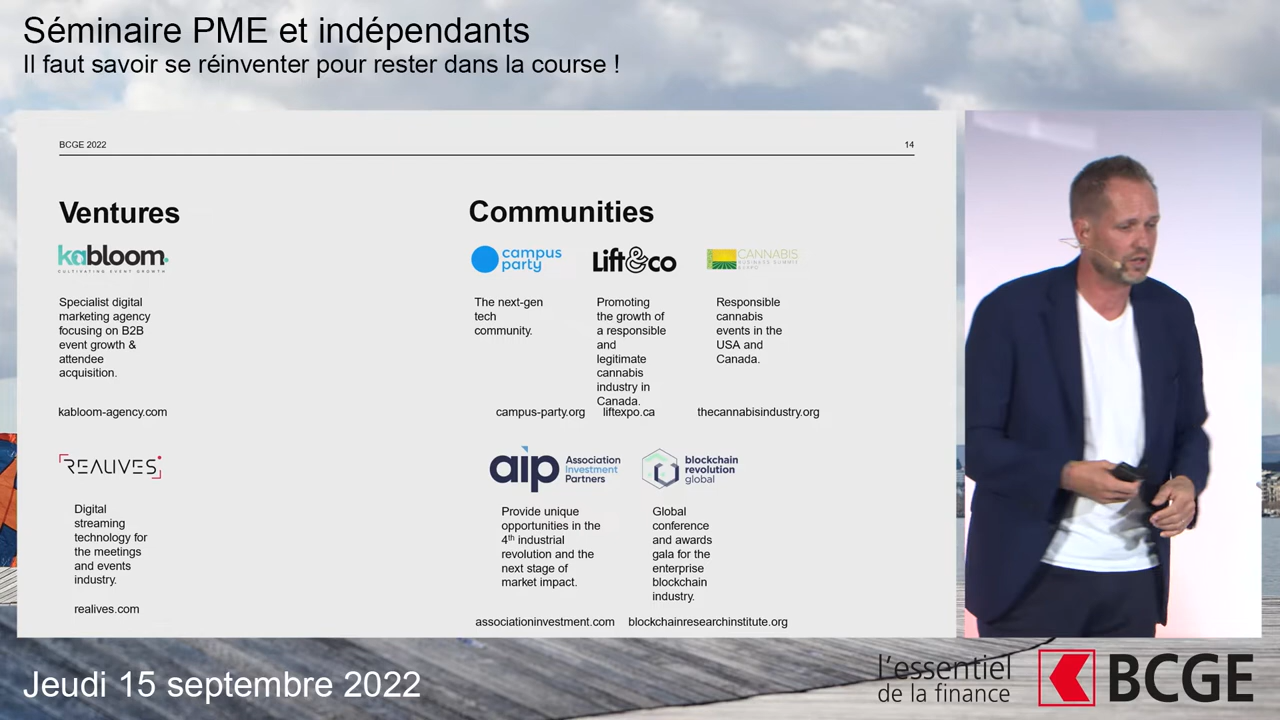 Séminaire PME et indépendants
Il faut savoir se réinventer pour rester dans la course !
BCGE 2022
14
Ventures
kabloom.
CULTIVATING EVENT GROWTH
Specialist digital
marketing agency
focusing on B2B
event growth &
attendee
acquisition.
kabloom-agency.com
REALIVES
Digital
streaming
technology for
the meetings
and events
industry.
realives.com
Communities
campus
party
The next-gen
tech
community.
campus-party.org
Lift&co
Promoting
the growth of
a responsible
and
legitimate
cannabis
industry in
Canada.
liftexpo.ca
CANNABIS
BUSINESS SUMMIT
& EXPO
Responsible
cannabis
events in the
USA and
Canada.
thecannabisindustry.org
aip
Association
Investment
Partners
Provide unique
opportunities in the
4th industrial
revolution and the
next stage of
market impact.
associationinvestment.com
blockchain
revolution
global
Global
conference
and awards
gala for the
enterprise
blockchain
industry.
blockchainresearchinstitute.org
Jeudi 15 septembre 2022
l'essentiel
de la finance
BCGE